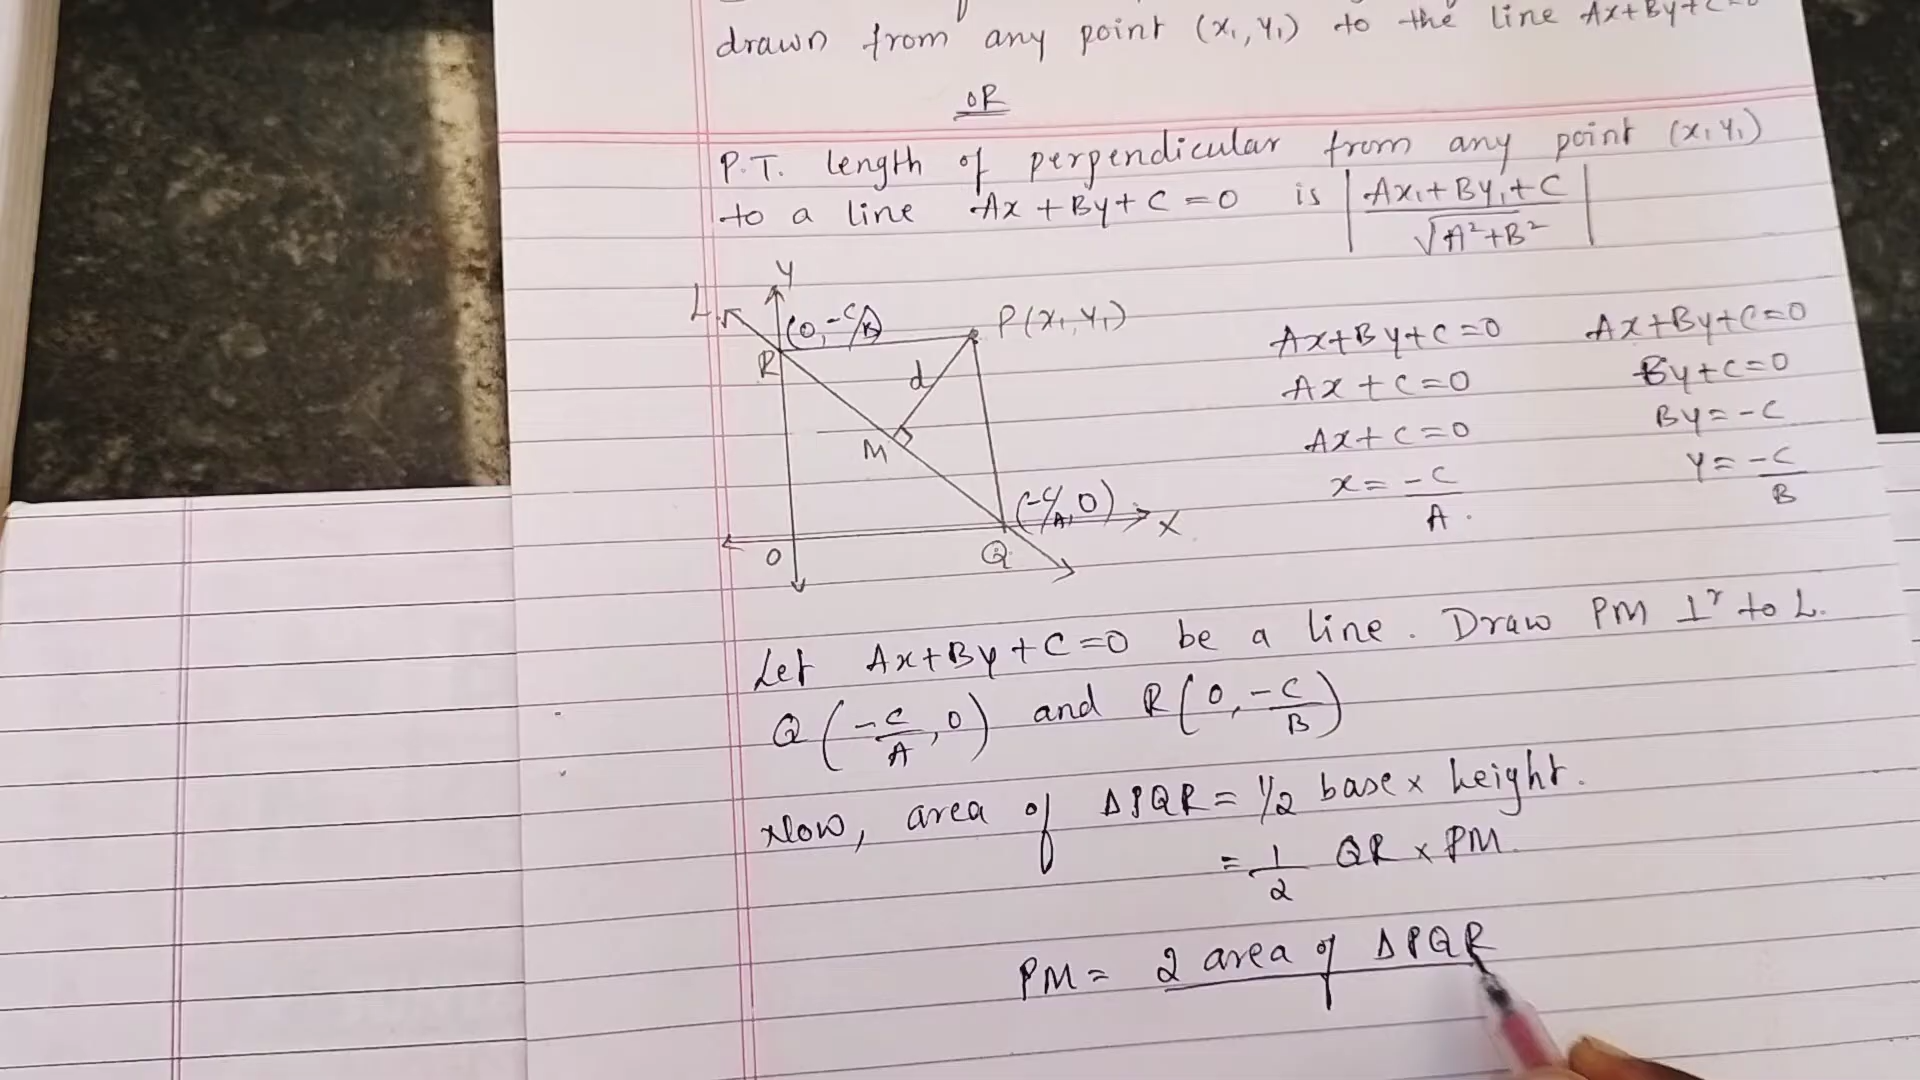 drawn from any point (x₁, y₁) to the line Ax+By+C=0
OR
P.T. length of perpendicular from any point (x₁ y₁)
to a line Ax+By+C=0 is |Ax₁+By₁+C / √A²+B²|
Y
L
(0, -C/B)
P(x₁, y₁)
R
d
M
(-C/A, 0)
X
O
Q
Ax+By+C=0
Ax+C=0
Ax+C=0
x = -C/A.
Ax+By+C=0
By+C=0
By=-C
y = -C/B
Let Ax+By+C=0 be a line. Draw PM ⊥ʳ to L.
Q(-C/A, 0) and R(0, -C/B)
Now, area of ΔPQR = 1/2 base × height.
= 1/2 QR × PM.
PM = 2 area of ΔPQR